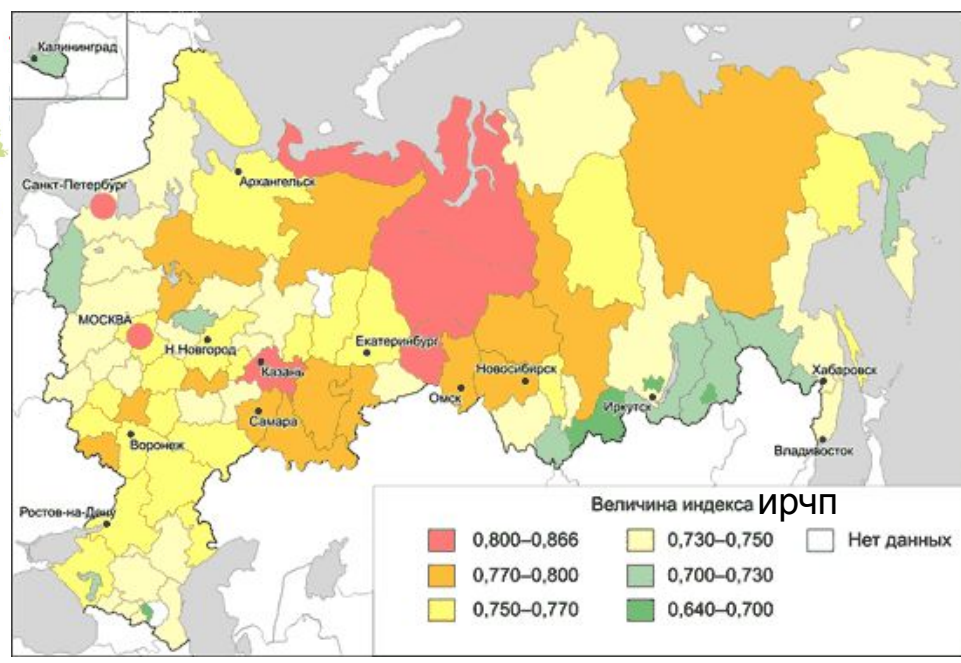 Калининград
Санкт-Петербург
Архангельск
МОСКВА
Н.Новгород
Екатеринбург
Казань
Новосибирск
Омск
Самара
Иркутск
Хабаровск
Воронеж
Владивосток
Ростов-на-Дону
Величина индекса ИРЧП
0,800–0,866
0,730–0,750
Нет данных
0,770–0,800
0,700–0,730
0,750–0,770
0,640–0,700